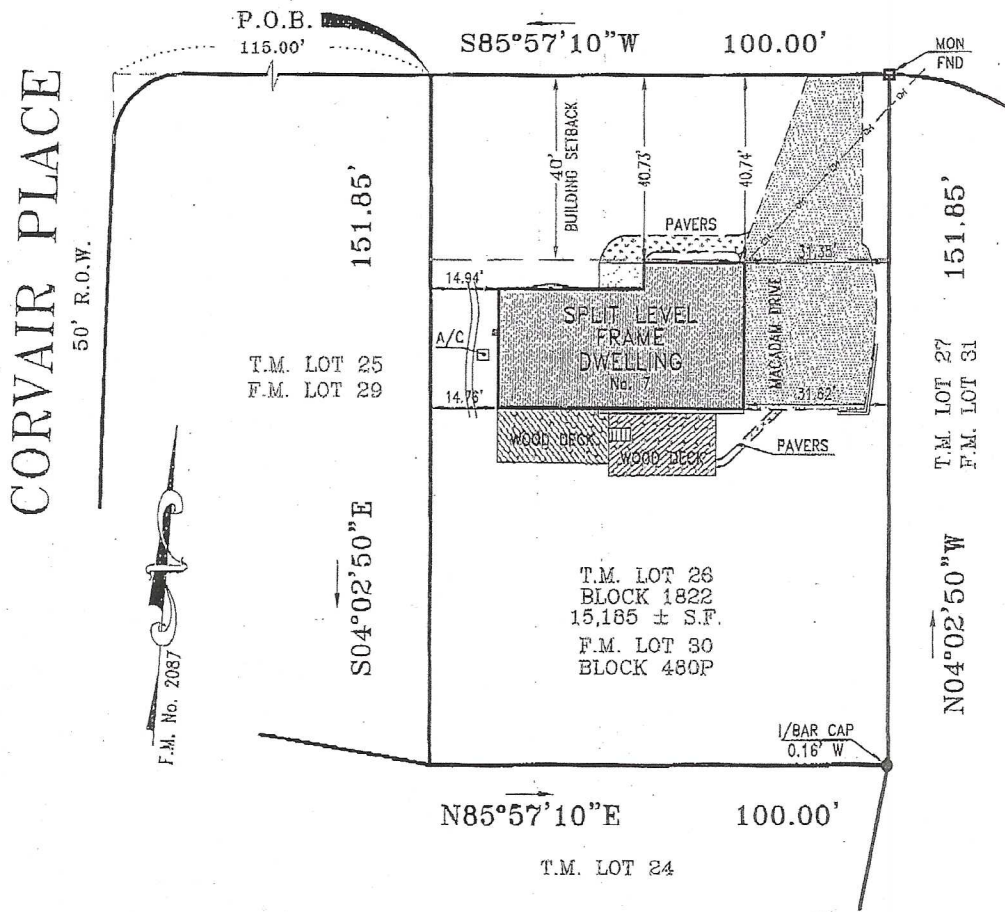 P.O.B.
115.00'
S85°57'10"W 100.00'
MON
FND
CORVAIR PLACE
50' R.O.W.
151.85'
40'
BUILDING SETBACK
40.73'
40.74'
OH
OH
OH
151.85'
PAVERS
31.35'
14.94'
A/C
SPLIT LEVEL
FRAME
DWELLING
No. 7
MACADAM DRIVE
T.M. LOT 25
F.M. LOT 29
T.M. LOT 27
F.M. LOT 31
14.76'
31.62'
WOOD DECK
WOOD DECK
PAVERS
S04°02'50"E
T.M. LOT 26
BLOCK 1822
15,185 ± S.F.
F.M. LOT 30
BLOCK 480P
N04°02'50"W
F.M. No. 2087
I/BAR CAP
0.16' W
N85°57'10"E 100.00'
T.M. LOT 24